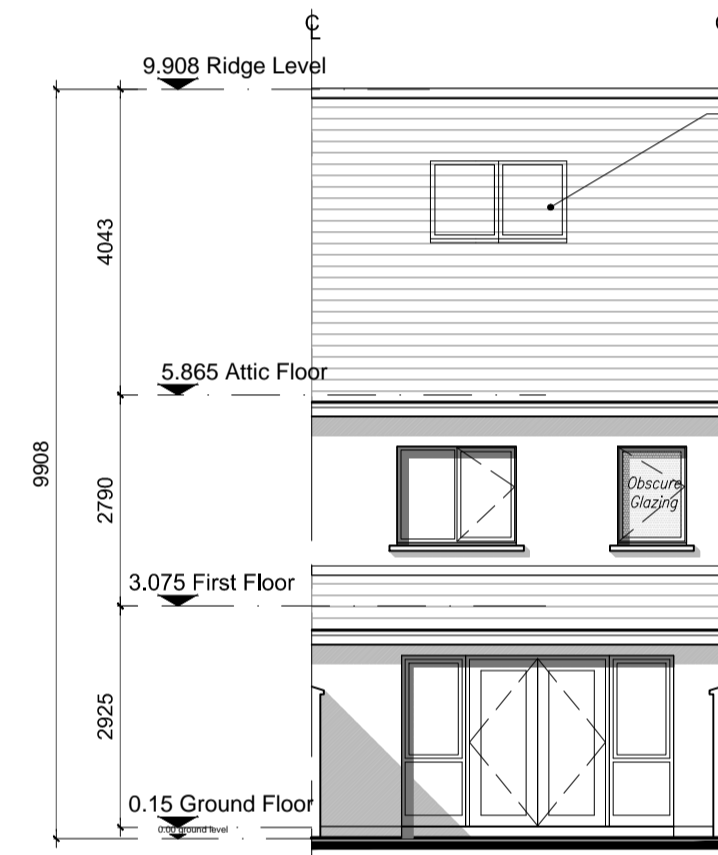 ℄
9.908 Ridge Level
4043
5.865 Attic Floor
9908
2790
Obscure
Glazing
3.075 First Floor
2925
0.15 Ground Floor
0.00 ground level